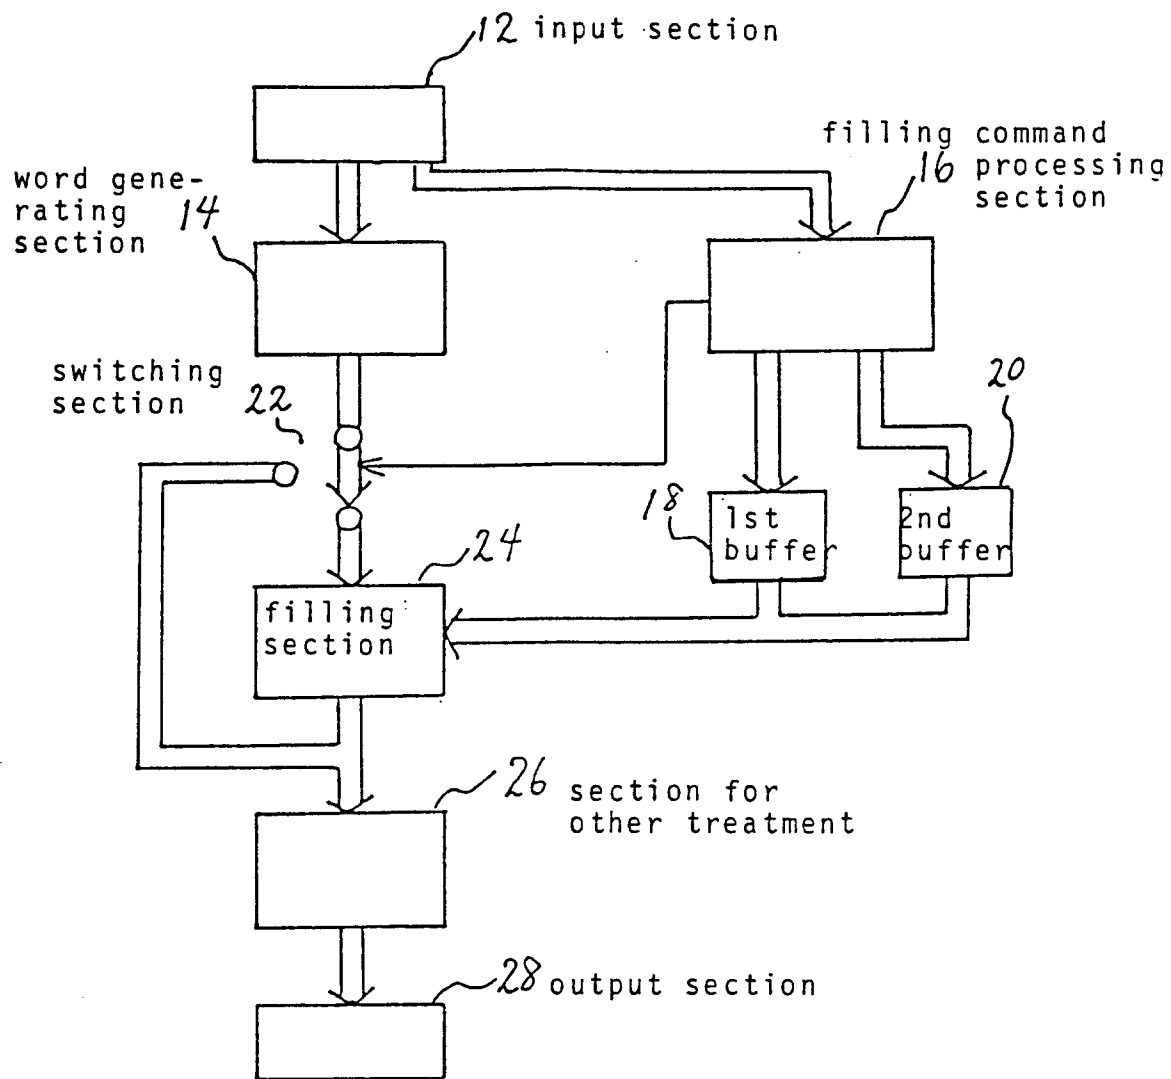 12 input section
filling command
16 processing
section
word gene-
rating
section 14
switching
section 22
20
18 1st
buffer
2nd
buffer
24
filling
section
26 section for
other treatment
28 output section